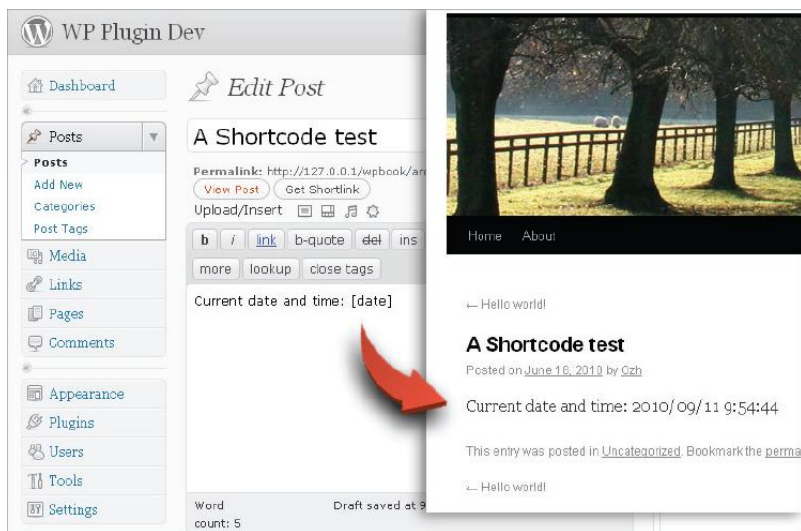 WP Plugin Dev
Dashboard
Posts
Posts
Add New
Categories
Post Tags
Media
Links
Pages
Comments
Appearance
Plugins
Users
Tools
Settings
Edit Post
A Shortcode test
Permalink: http://127.0.0.1/wpbook/arc
View Post Get Shortlink
Upload/Insert
b i link b-quote del ins
more lookup close tags
Current date and time: [date]
Word Draft saved at 9
count: 5
Home About
← Hello world!
A Shortcode test
Posted on June 16, 2010 by Ozh
Current date and time: 2010/09/11 9:54:44
This entry was posted in Uncategorized. Bookmark the perma
← Hello world!